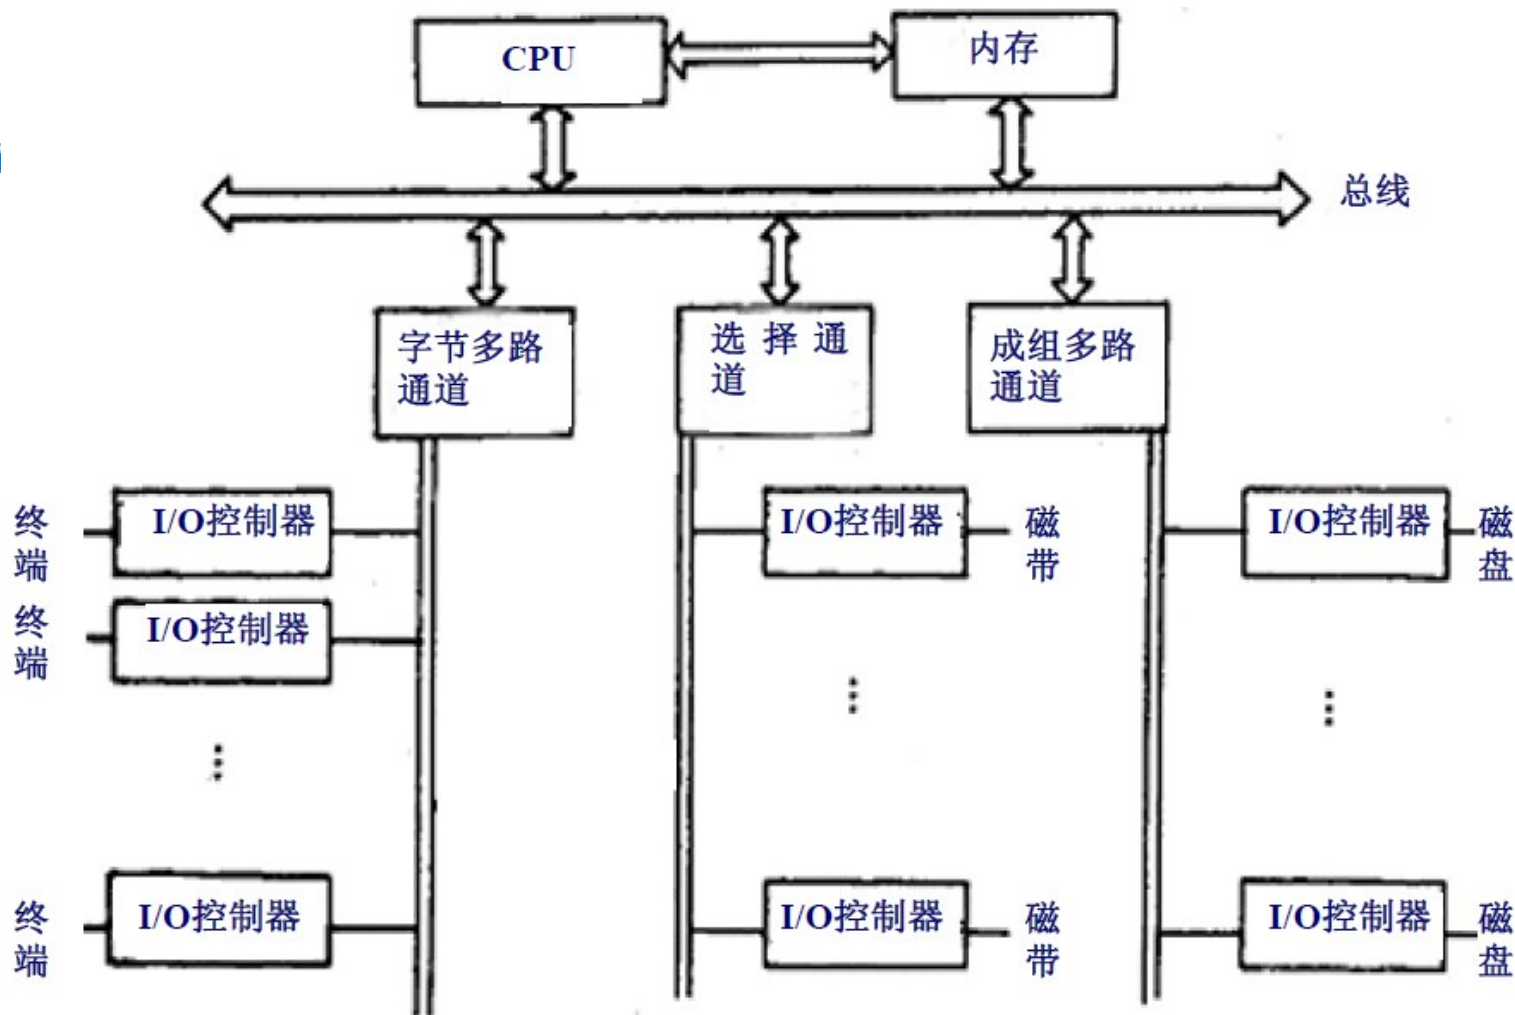 CPU
内存
总线
字节多路
通道
选 择 通
道
成组多路
通道
终
端
I/O控制器
I/O控制器
磁
带
I/O控制器
磁
盘
终
端
I/O控制器
终
端
I/O控制器
I/O控制器
磁
带
I/O控制器
磁
盘